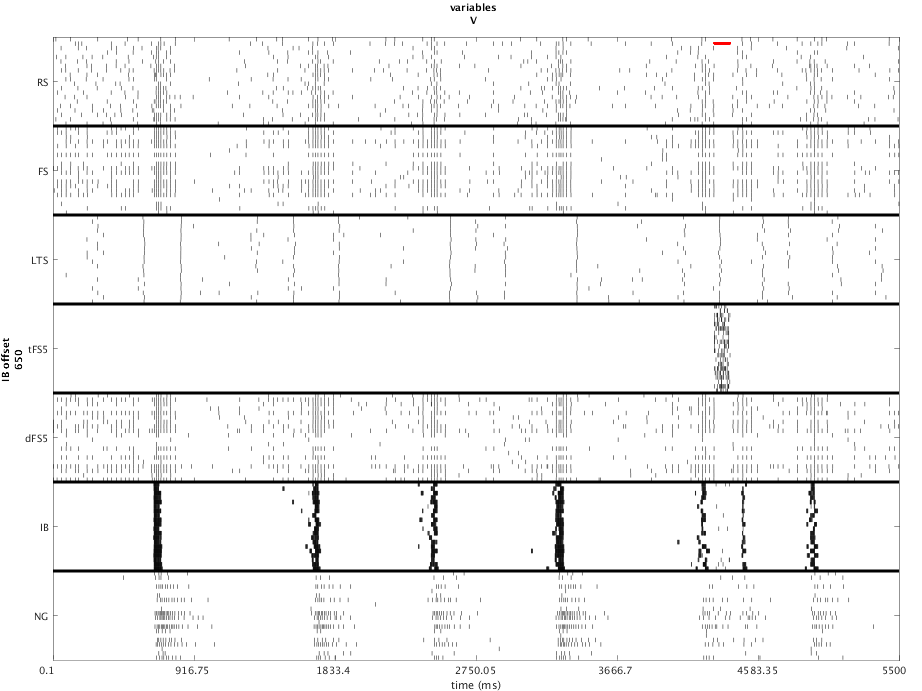 variables
V
RS
FS
LTS
tFS5
dFS5
IB
NG
IB offset
650
0.1 916.75 1833.4 2750.05 3666.7 4583.35 5500
time (ms)